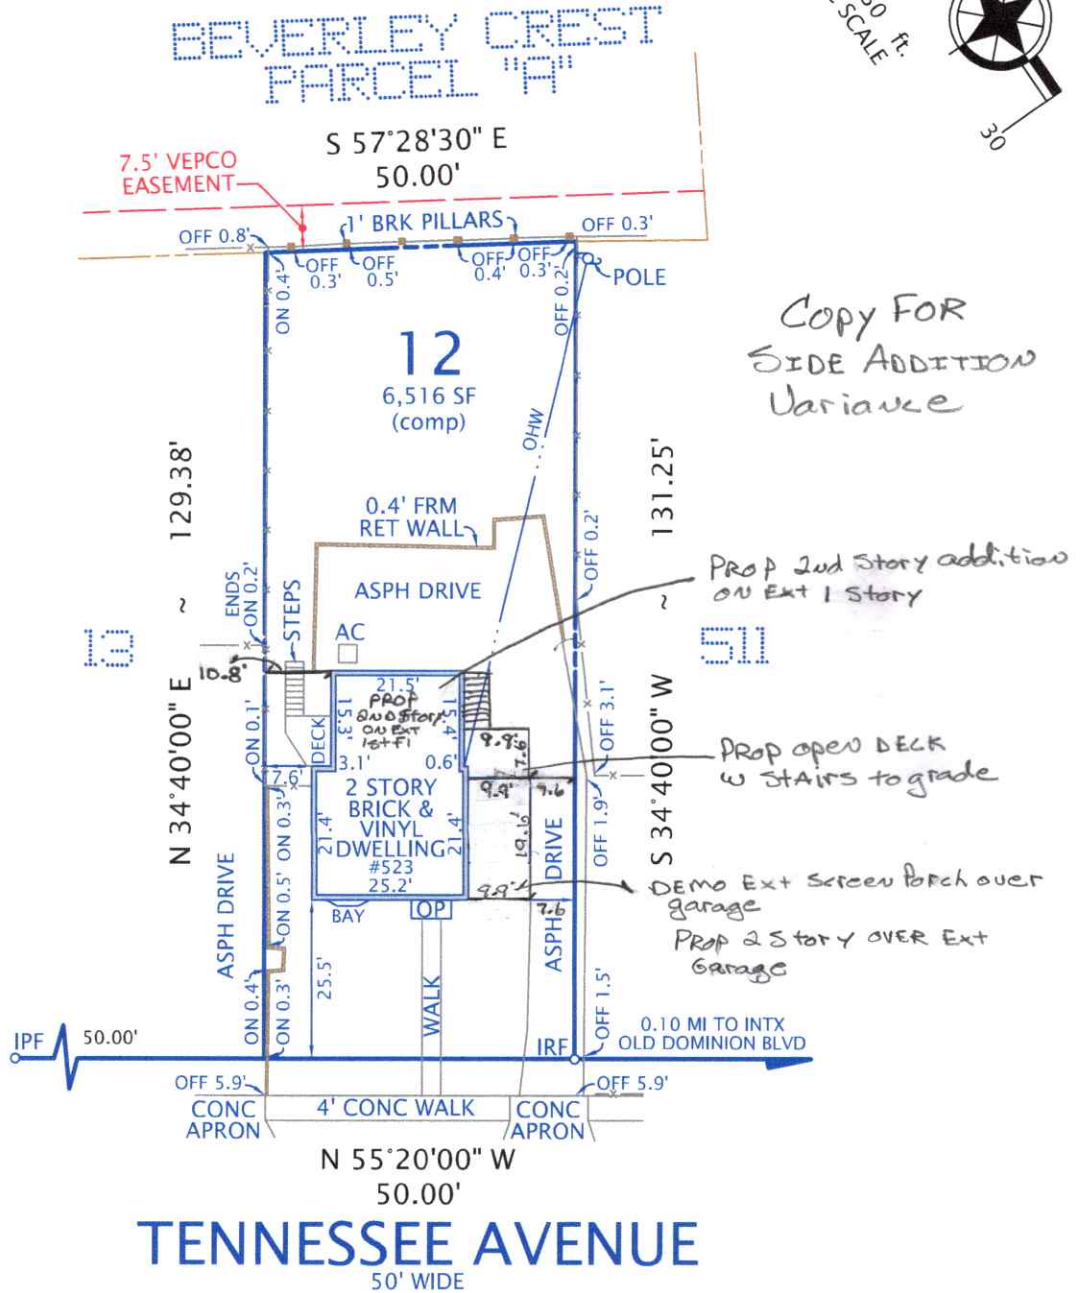 BEVERLEY CREST
PARCEL "A"
30 ft.
SCALE
30
S 57°28'30" E
50.00'
7.5' VEPCO
EASEMENT
1' BRK PILLARS
OFF 0.8'
OFF 0.3'
ON 0.4'
OFF
0.3'
OFF
0.5'
OFF
0.4'
OFF
0.3'
OFF 0.2'
POLE
12
6,516 SF
(comp)
OHW
Copy FOR
SIDE ADDITION
Variance
129.38'
~
N 34°40'00" E
131.25'
~
S 34°40'00" W
0.4' FRM
RET WALL
OFF 0.2'
ENDS
ON 0.2'
STEPS
ASPH DRIVE
AC
13
511
PROP 2nd Story addition
ON Ext 1 Story
10.8'
21.5'
PROP
2ND Story
ON EXT
1st Fl
15.3'
15.4'
DECK
3.1'
0.6'
ON 0.1'
7.6'
9.9'
7.6
OFF 3.1'
PROP open DECK
w STAIRS to grade
9.9'
7.6
2 STORY
BRICK &
VINYL
DWELLING
#523
25.2'
21.4'
21.4'
19.6'
ON 0.3'
ON 0.3'
OFF 1.9'
ASPH DRIVE
ASPH DRIVE
9.9'
7.6
DEMO Ext Screen Porch over
garage
PROP 2 Story OVER Ext
Garage
BAY
OP
ON 0.5'
25.5'
WALK
ON 0.4'
ON 0.3'
OFF 1.5'
IPF
50.00'
IRF
0.10 MI TO INTX
OLD DOMINION BLVD
OFF 5.9'
OFF 5.9'
CONC
APRON
4' CONC WALK
CONC
APRON
N 55°20'00" W
50.00'
TENNESSEE AVENUE
50' WIDE